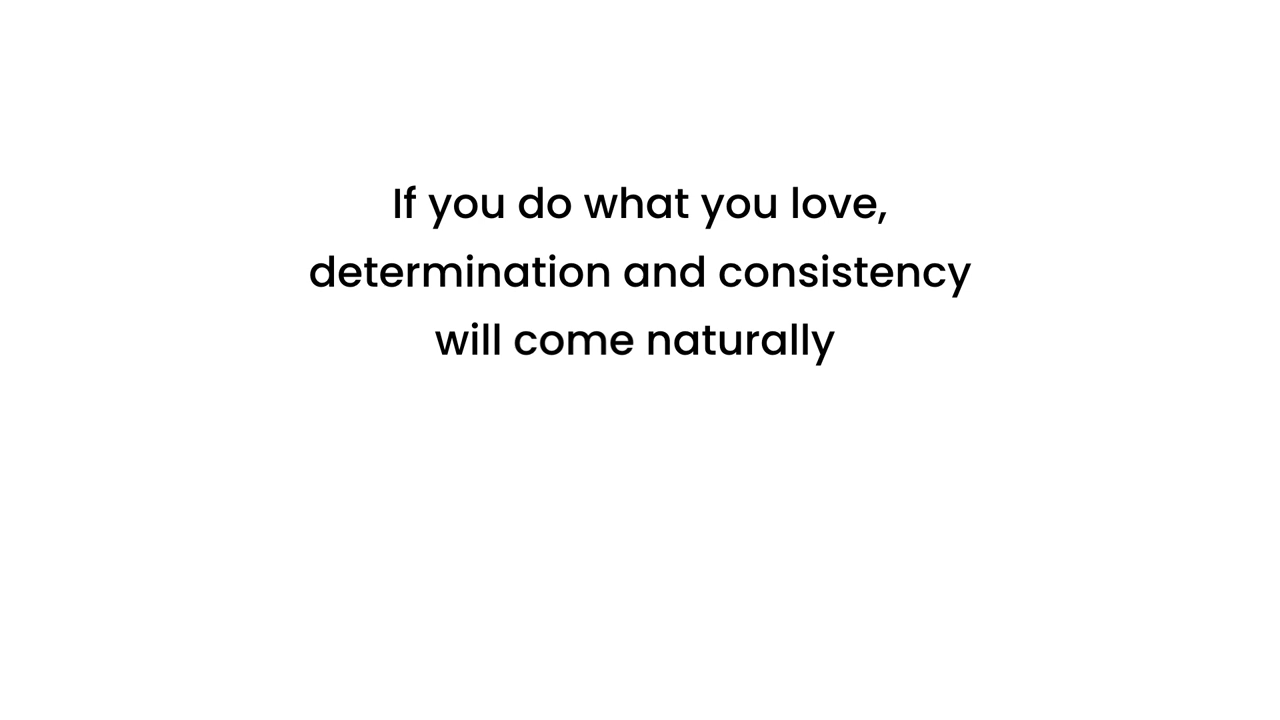 If you do what you love,
determination and consistency
will come naturally